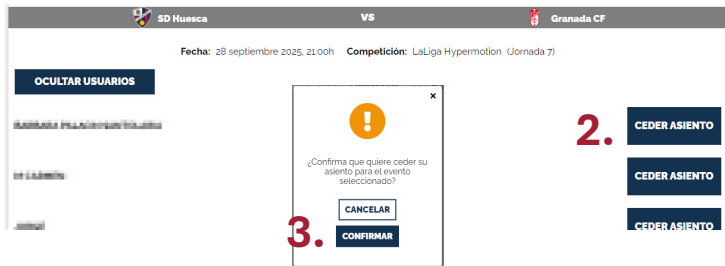 SD Huesca VS Granada CF
Fecha: 28 septiembre 2025, 21:00h Competición: LaLiga Hypermotion (Jornada 7)
OCULTAR USUARIOS
×
!
2. CEDER ASIENTO
¿Confirma que quiere ceder su
asiento para el evento
seleccionado?
CEDER ASIENTO
CANCELAR
3. CONFIRMAR
CEDER ASIENTO